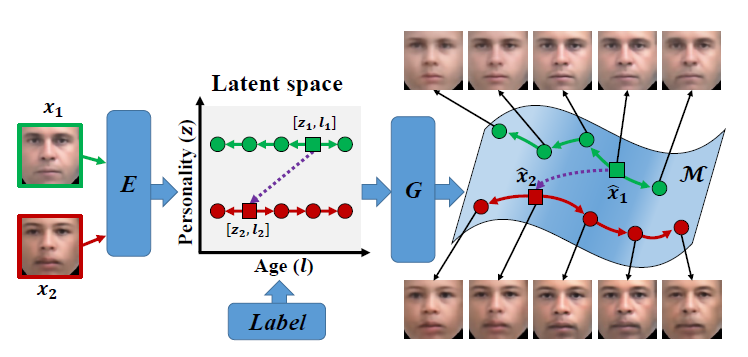 Latent space
x₁
[z₁, l₁]
E
Personality (z)
G
x̂₂
x̂₁
M
[z₂, l₂]
x₂
Age (l)
Label